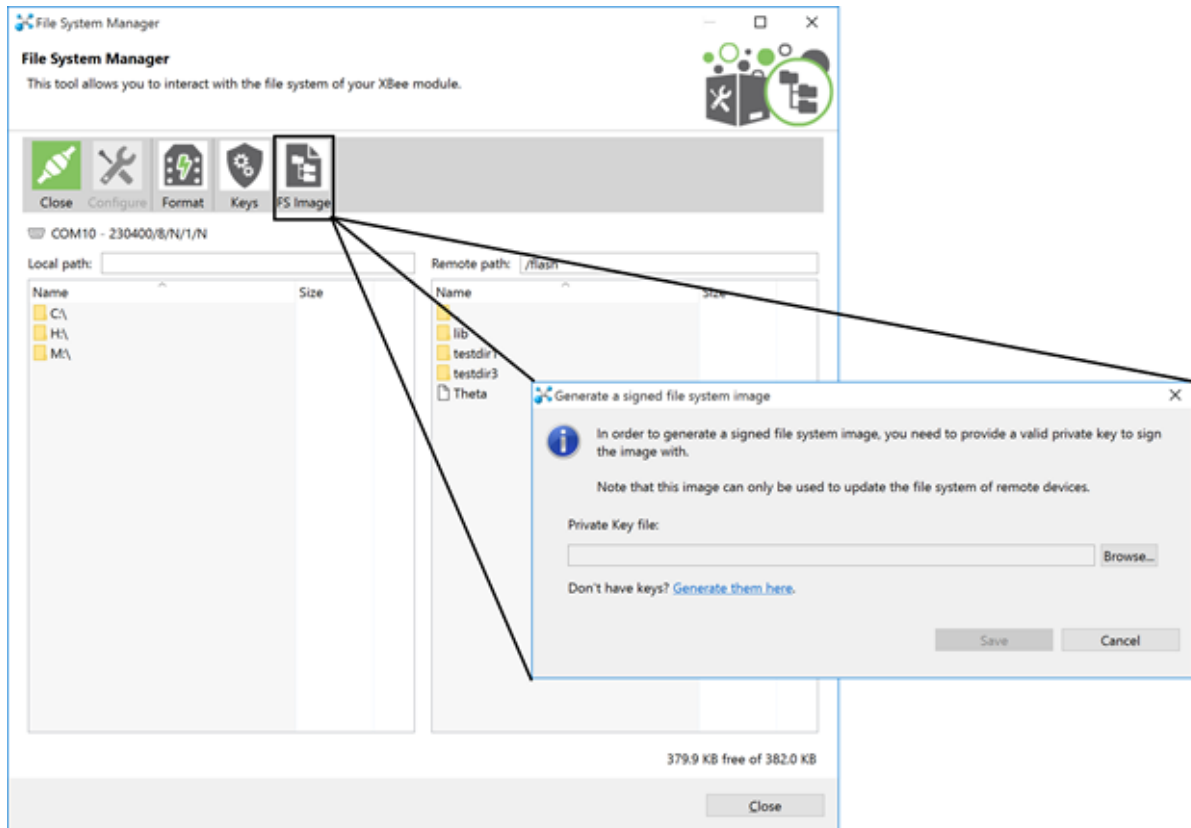 File System Manager
File System Manager
This tool allows you to interact with the file system of your XBee module.
Close Configure Format Keys FS Image
COM10 - 230400/8/N/1/N
Local path:
Remote path: /flash
Name Size
Name Size
C:\
H:\
M:\
lib
testdir1
testdir3
Theta
Generate a signed file system image
In order to generate a signed file system image, you need to provide a valid private key to sign
the image with.
Note that this image can only be used to update the file system of remote devices.
Private Key file:
Browse...
Don't have keys? Generate them here.
Save Cancel
379.9 KB free of 382.0 KB
Close